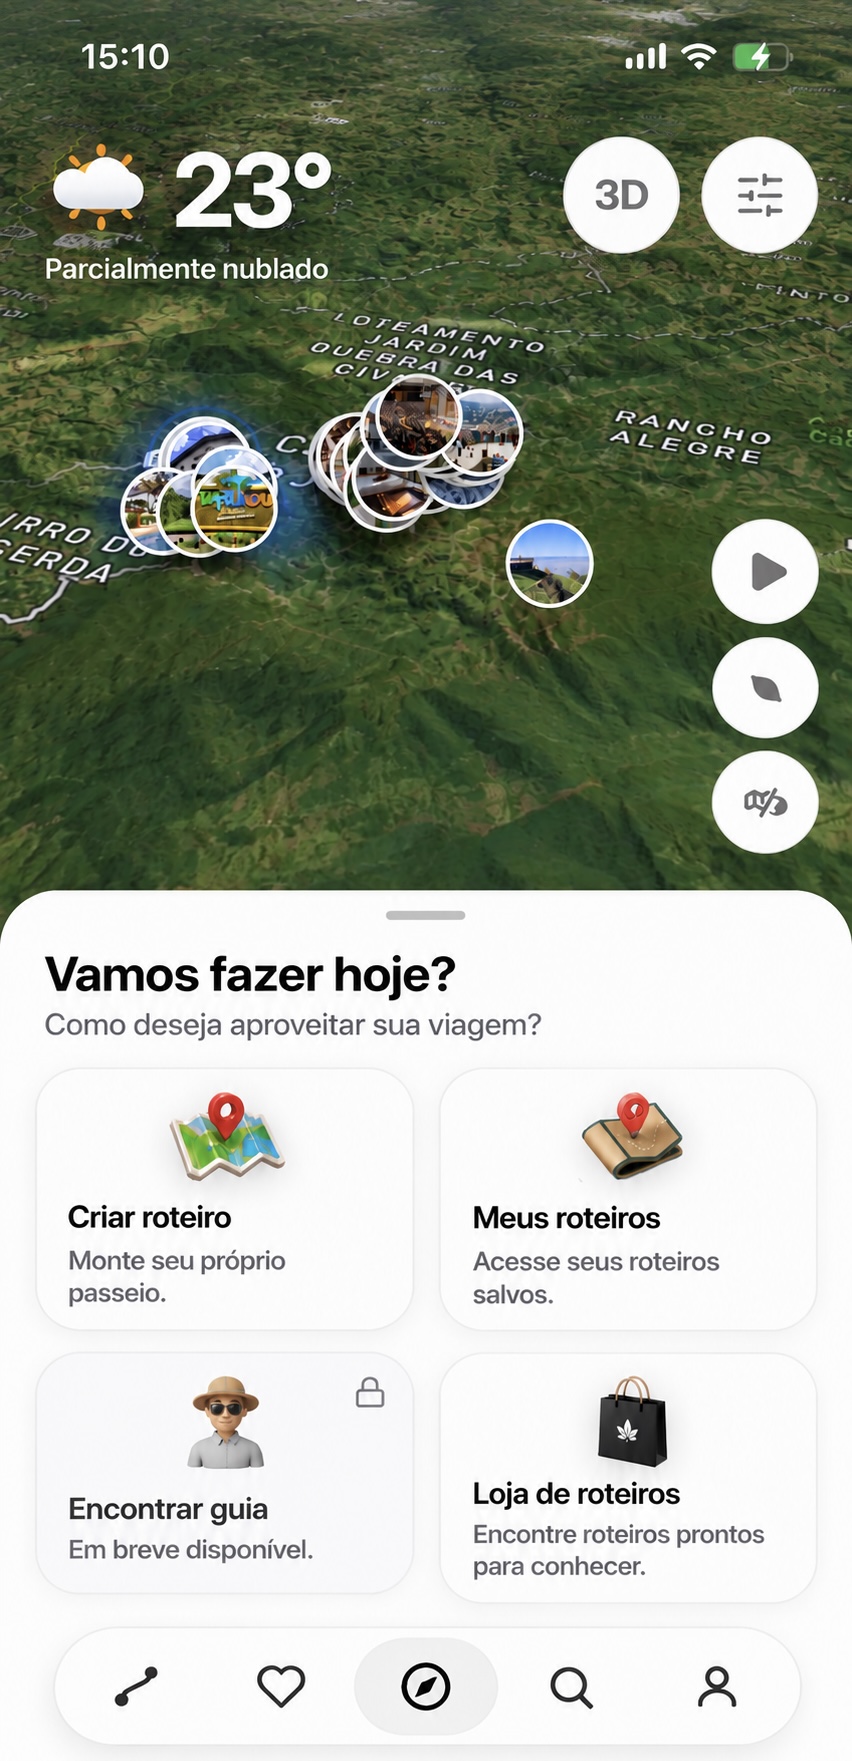 15:10
23°
3D
Parcialmente nublado
LOTEAMENTO
JARDIM
QUEBRA DAS
RANCHO
ALEGRE
Vamos fazer hoje?
Como deseja aproveitar sua viagem?
Criar roteiro
Monte seu próprio
passeio.
Meus roteiros
Acesse seus roteiros
salvos.
Encontrar guia
Em breve disponível.
Loja de roteiros
Encontre roteiros prontos
para conhecer.